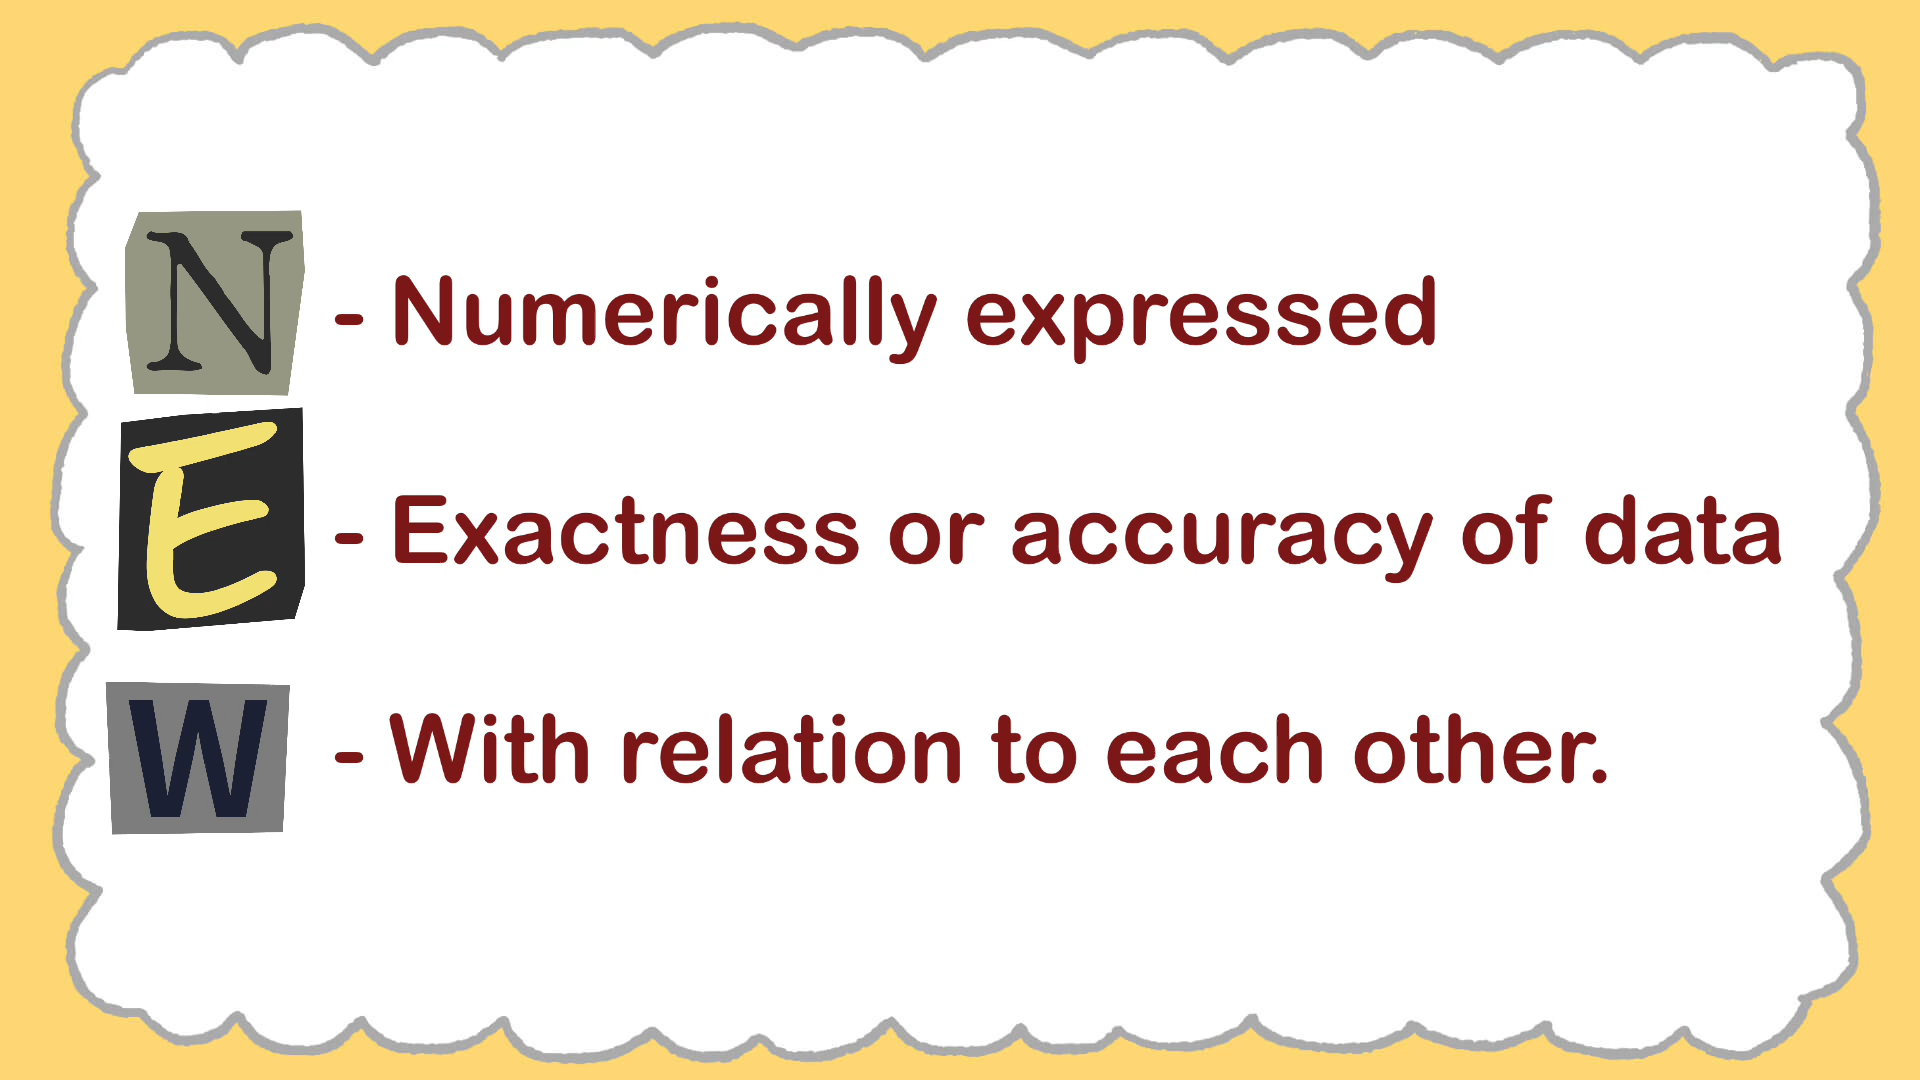 N - Numerically expressed
E - Exactness or accuracy of data
W - With relation to each other.